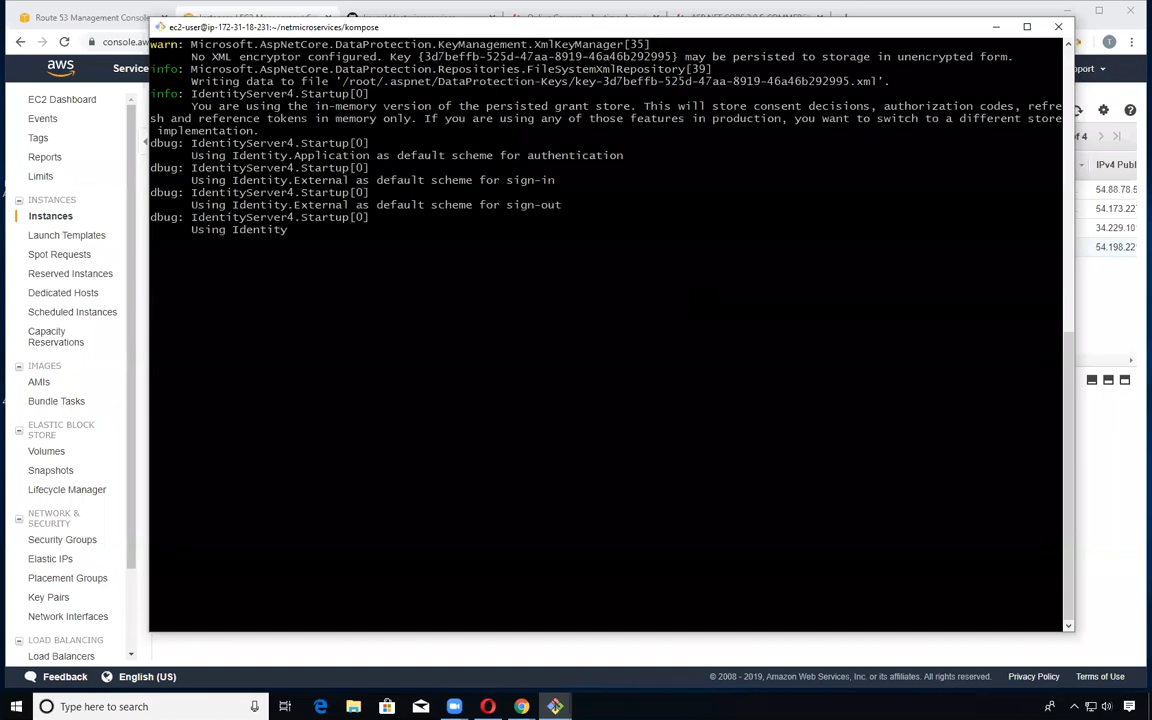 Route 53 Management Console
ec2-user@ip-172-31-18-231:~/netmicroservices/kompose
console.aw
aws
Service
pport
warn: Microsoft.AspNetCore.DataProtection.KeyManagement.XmlKeyManager[35]
No XML encryptor configured. Key {3d7beffb-525d-47aa-8919-46a46b292995} may be persisted to storage in unencrypted form.
info: Microsoft.AspNetCore.DataProtection.Repositories.FileSystemXmlRepository[39]
Writing data to file '/root/.aspnet/DataProtection-Keys/key-3d7beffb-525d-47aa-8919-46a46b292995.xml'.
info: IdentityServer4.Startup[0]
You are using the in-memory version of the persisted grant store. This will store consent decisions, authorization codes, refre
sh and reference tokens in memory only. If you are using any of those features in production, you want to switch to a different store
implementation.
dbug: IdentityServer4.Startup[0]
Using Identity.Application as default scheme for authentication
dbug: IdentityServer4.Startup[0]
Using Identity.External as default scheme for sign-in
dbug: IdentityServer4.Startup[0]
Using Identity.External as default scheme for sign-out
dbug: IdentityServer4.Startup[0]
Using Identity
EC2 Dashboard
Events
Tags
Reports
Limits
INSTANCES
Instances
Launch Templates
Spot Requests
Reserved Instances
Dedicated Hosts
Scheduled Instances
Capacity
Reservations
IMAGES
AMIs
Bundle Tasks
ELASTIC BLOCK
STORE
Volumes
Snapshots
Lifecycle Manager
NETWORK &
SECURITY
Security Groups
Elastic IPs
Placement Groups
Key Pairs
Network Interfaces
LOAD BALANCING
Load Balancers
of 4
IPv4 Publ
54.88.78.5
54.173.22
34.229.10
54.198.22
Feedback
English (US)
© 2008 - 2019, Amazon Web Services, Inc. or its affiliates. All rights reserved.
Privacy Policy
Terms of Use
Type here to search